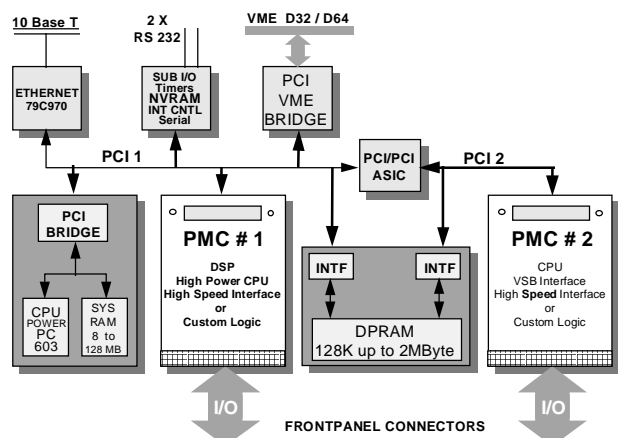 10 Base T
2 X
RS 232
VME D32 / D64
ETHERNET
79C970
SUB I/O
Timers
NVRAM
INT CNTL
Serial
PCI
VME
BRIDGE
PCI 1
PCI/PCI
ASIC
PCI 2
PCI
BRIDGE
CPU
POWER
PC
603
SYS
RAM
8 to
128 MB
PMC # 1
DSP
High Power CPU
High Speed Interface
or
Custom Logic
INTF
INTF
DPRAM
128K up to 2MByte
PMC # 2
CPU
VSB Interface
High Speed Interface
or
Custom Logic
I/O
FRONTPANEL CONNECTORS
I/O